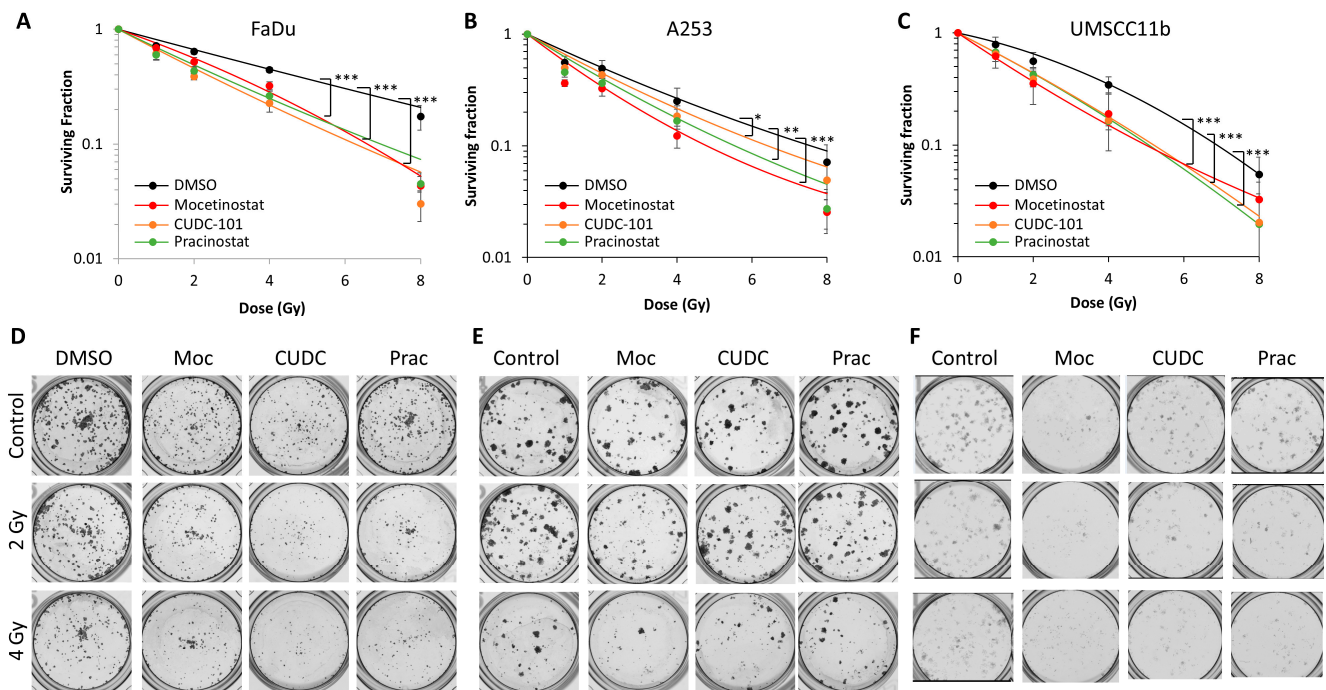 A
FaDu
Surviving Fraction
1
0.1
0.01
***
***
***
DMSO
Mocetinostat
CUDC-101
Pracinostat
0 2 4 6 8
Dose (Gy)
B
A253
Surviving fraction
1
0.1
0.01
*
**
***
DMSO
Mocetinostat
CUDC-101
Pracinostat
0 2 4 6 8
Dose (Gy)
C
UMSCC11b
Surviving fraction
1
0.1
0.01
***
***
***
DMSO
Mocetinostat
CUDC-101
Pracinostat
0 2 4 6 8
Dose (Gy)
D
DMSO Moc CUDC Prac
Control
2 Gy
4 Gy
E
Control Moc CUDC Prac
F
Control Moc CUDC Prac